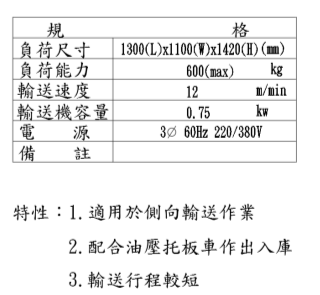 規 格
負荷尺寸 1300(L)x1100(W)x1420(H)(mm)
負荷能力 600(max) kg
輸送速度 12 m/min
輸送機容量 0.75 kw
電 源 3∅ 60Hz 220/380V
備 註
特性：1. 適用於側向輸送作業
2. 配合油壓托板車作出入庫
3. 輸送行程較短